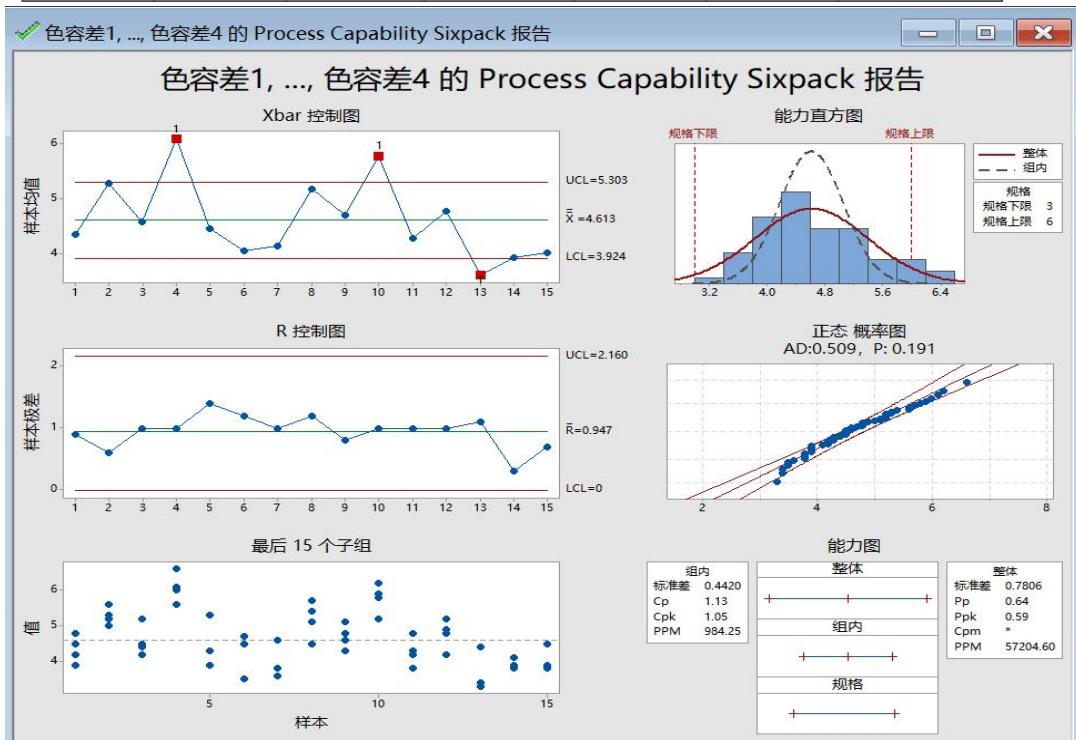 色容差1, ..., 色容差4 的 Process Capability Sixpack 报告
色容差1, ..., 色容差4 的 Process Capability Sixpack 报告
Xbar 控制图
样本均值
6
5
4
1
1
UCL=5.303
X̿ =4.613
LCL=3.924
1 2 3 4 5 6 7 8 9 10 11 12 13 14 15
R 控制图
样本极差
2
1
0
UCL=2.160
R̄=0.947
LCL=0
1 2 3 4 5 6 7 8 9 10 11 12 13 14 15
最后 15 个子组
值
6
5
4
5 10 15
样本
能力直方图
规格下限 规格上限
整体
组内
规格
规格下限 3
规格上限 6
3.2 4.0 4.8 5.6 6.4
正态 概率图
AD:0.509, P: 0.191
2 4 6 8
能力图
组内
标准差 0.4420
Cp 1.13
Cpk 1.05
PPM 984.25
整体
组内
规格
整体
标准差 0.7806
Pp 0.64
Ppk 0.59
Cpm *
PPM 57204.60